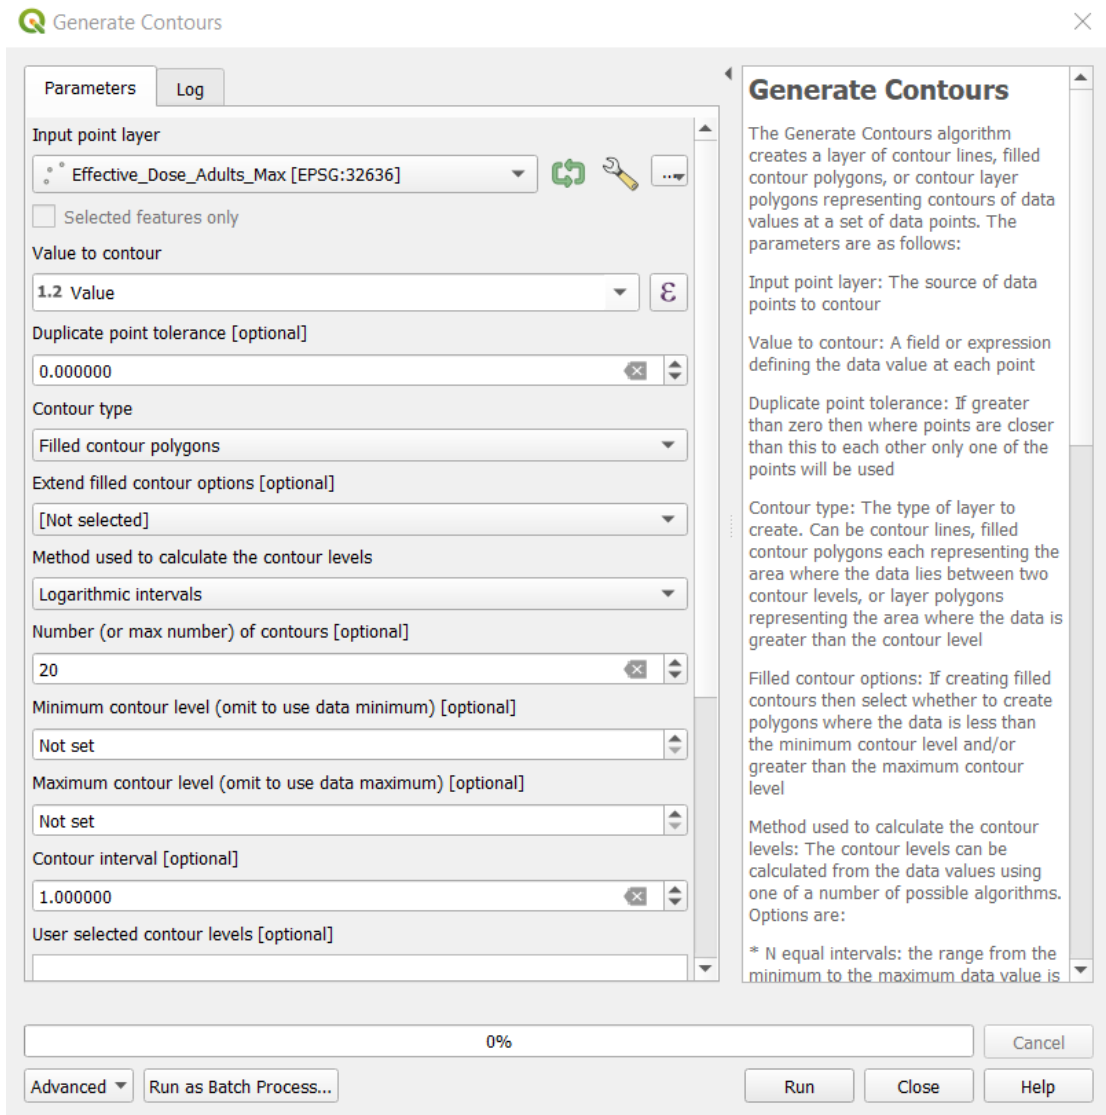 Generate Contours
Parameters
Log
Input point layer
Effective_Dose_Adults_Max [EPSG:32636]
...
Selected features only
Value to contour
1.2 Value
ε
Duplicate point tolerance [optional]
0.000000
Contour type
Filled contour polygons
Extend filled contour options [optional]
[Not selected]
Method used to calculate the contour levels
Logarithmic intervals
Number (or max number) of contours [optional]
20
Minimum contour level (omit to use data minimum) [optional]
Not set
Maximum contour level (omit to use data maximum) [optional]
Not set
Contour interval [optional]
1.000000
User selected contour levels [optional]
Generate Contours
The Generate Contours algorithm
creates a layer of contour lines, filled
contour polygons, or contour layer
polygons representing contours of data
values at a set of data points. The
parameters are as follows:
Input point layer: The source of data
points to contour
Value to contour: A field or expression
defining the data value at each point
Duplicate point tolerance: If greater
than zero then where points are closer
than this to each other only one of the
points will be used
Contour type: The type of layer to
create. Can be contour lines, filled
contour polygons each representing the
area where the data lies between two
contour levels, or layer polygons
representing the area where the data is
greater than the contour level
Filled contour options: If creating filled
contours then select whether to create
polygons where the data is less than
the minimum contour level and/or
greater than the maximum contour
level
Method used to calculate the contour
levels: The contour levels can be
calculated from the data values using
one of a number of possible algorithms.
Options are:
* N equal intervals: the range from the
minimum to the maximum data value is
0%
Cancel
Advanced
Run as Batch Process...
Run
Close
Help